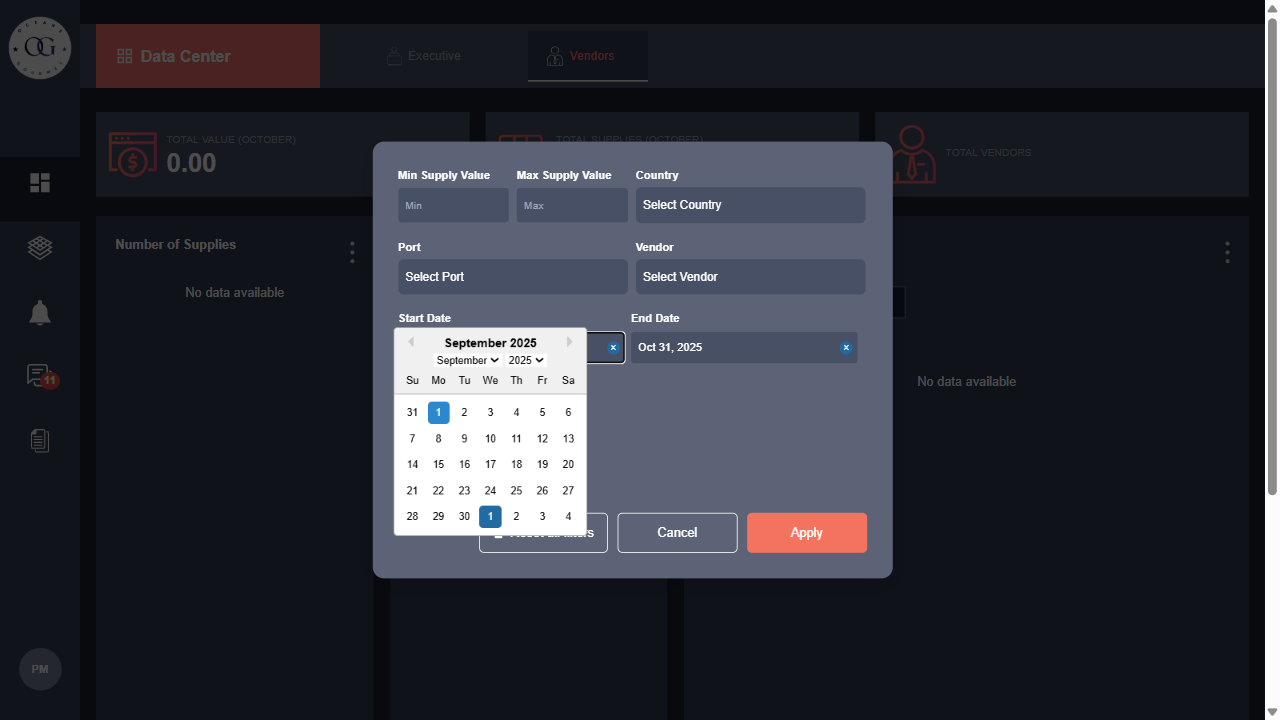 OCEANS
OG
GOURMET
Data Center
Executive
Vendors
TOTAL VALUE (OCTOBER)
0.00
TOTAL SUPPLIES (OCTOBER)
TOTAL VENDORS
Number of Supplies
No data available
No data available
Min Supply Value
Max Supply Value
Country
Min
Max
Select Country
Port
Vendor
Select Port
Select Vendor
Start Date
End Date
Oct 31, 2025
September 2025
September 2025
Su Mo Tu We Th Fr Sa
31 1 2 3 4 5 6
7 8 9 10 11 12 13
14 15 16 17 18 19 20
21 22 23 24 25 26 27
28 29 30 1 2 3 4
Cancel
Apply
11
PM